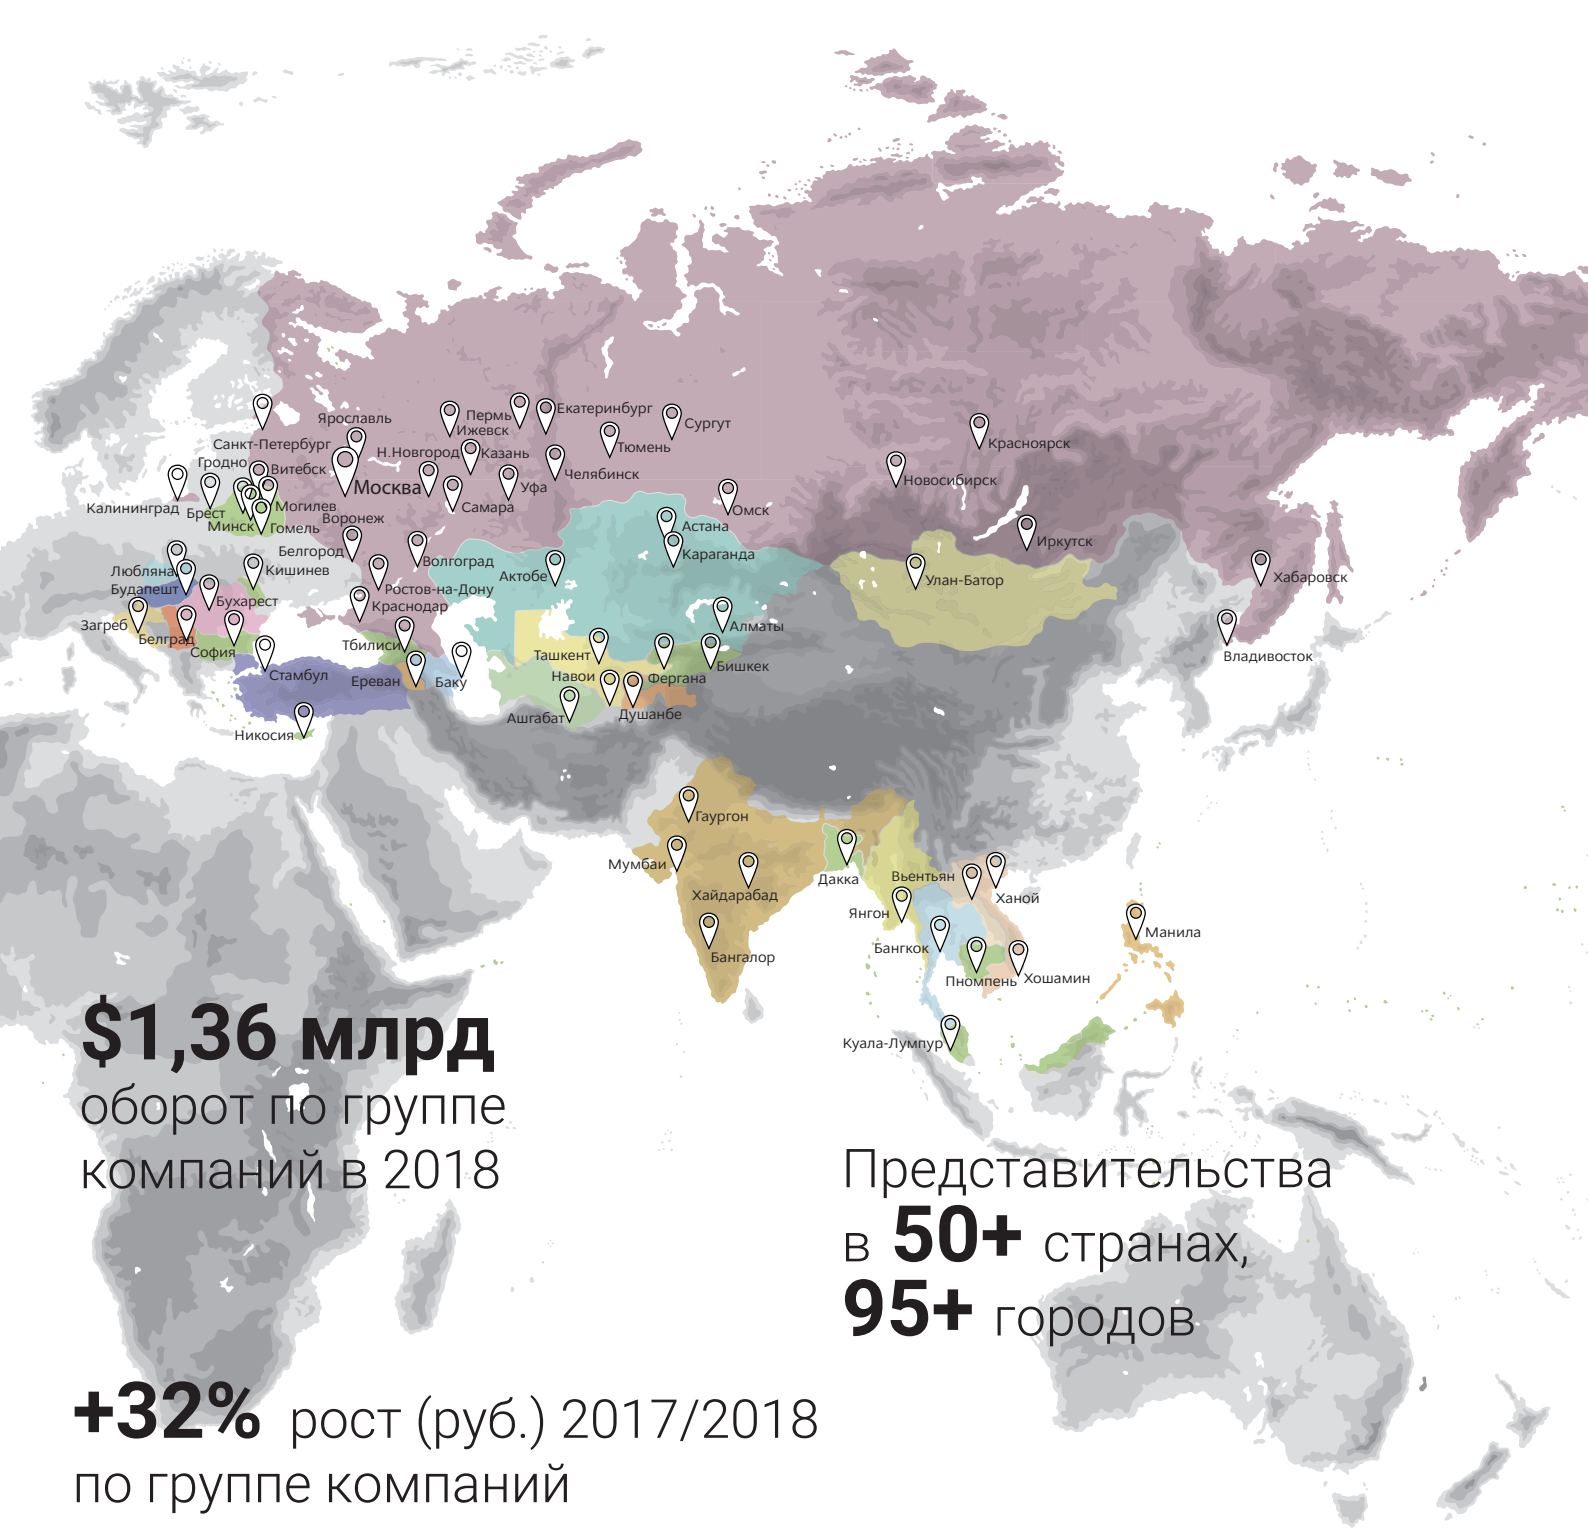 Ярославль
Пермь
Екатеринбург
Ижевск
Сургут
Санкт-Петербург
Тюмень
Красноярск
Н.Новгород
Казань
Гродно
Витебск
Челябинск
Новосибирск
Москва
Уфа
Калининград
Брест
Могилев
Самара
Омск
Минск
Гомель
Воронеж
Астана
Иркутск
Белгород
Караганда
Волгоград
Любляна
Кишинев
Актобе
Улан-Батор
Хабаровск
Будапешт
Ростов-на-Дону
Бухарест
Краснодар
Загреб
Алматы
Белград
Тбилиси
София
Ташкент
Владивосток
Бишкек
Стамбул
Ереван
Баку
Навои
Фергана
Ашгабат
Душанбе
Никосия
Гаургон
Мумбаи
Дакка
Вьентьян
Хайдарабад
Ханой
Янгон
Манила
Бангкок
Бангалор
Пномпень
Хошамин
Куала-Лумпур
$1,36 млрд
оборот по группе
компаний в 2018
Представительства
в 50+ странах,
95+ городов
+32% рост (руб.) 2017/2018
по группе компаний